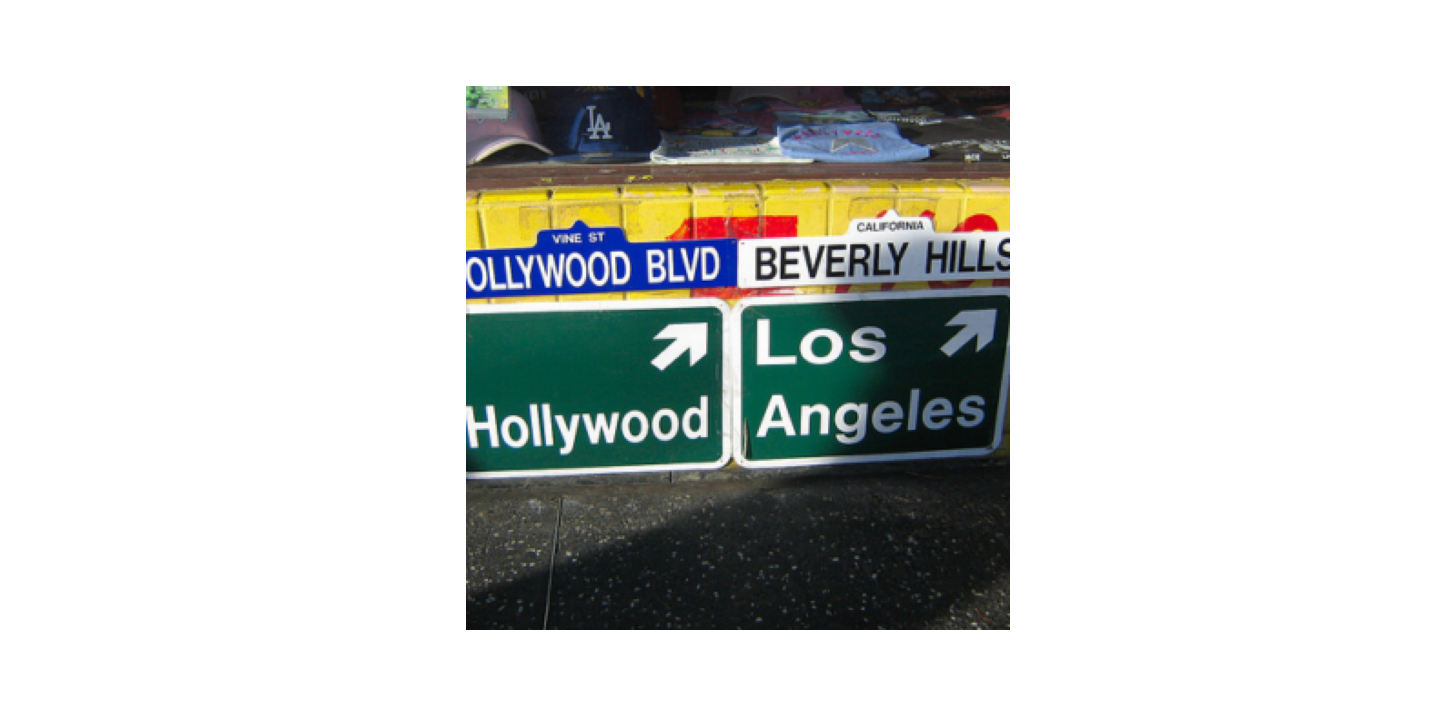 LA
VINE ST
OLLYWOOD BLVD
CALIFORNIA
BEVERLY HILLS
Hollywood
Los
Angeles